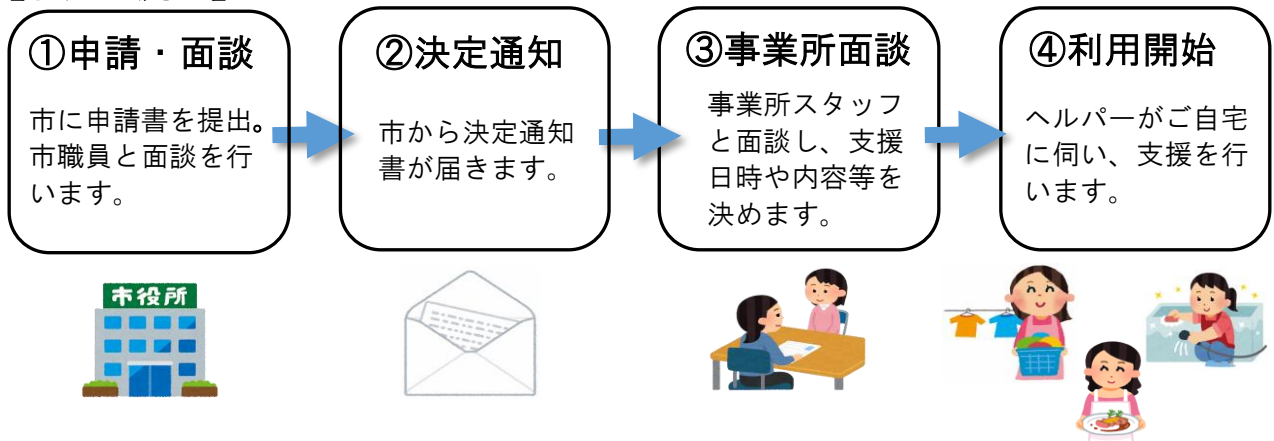 ①申請・面談
市に申請書を提出。
市職員と面談を行
います。
②決定通知
市から決定通知
書が届きます。
③事業所面談
事業所スタッフ
と面談し、支援
日時や内容等を
決めます。
④利用開始
ヘルパーがご自宅
に伺い、支援を行
います。
市役所